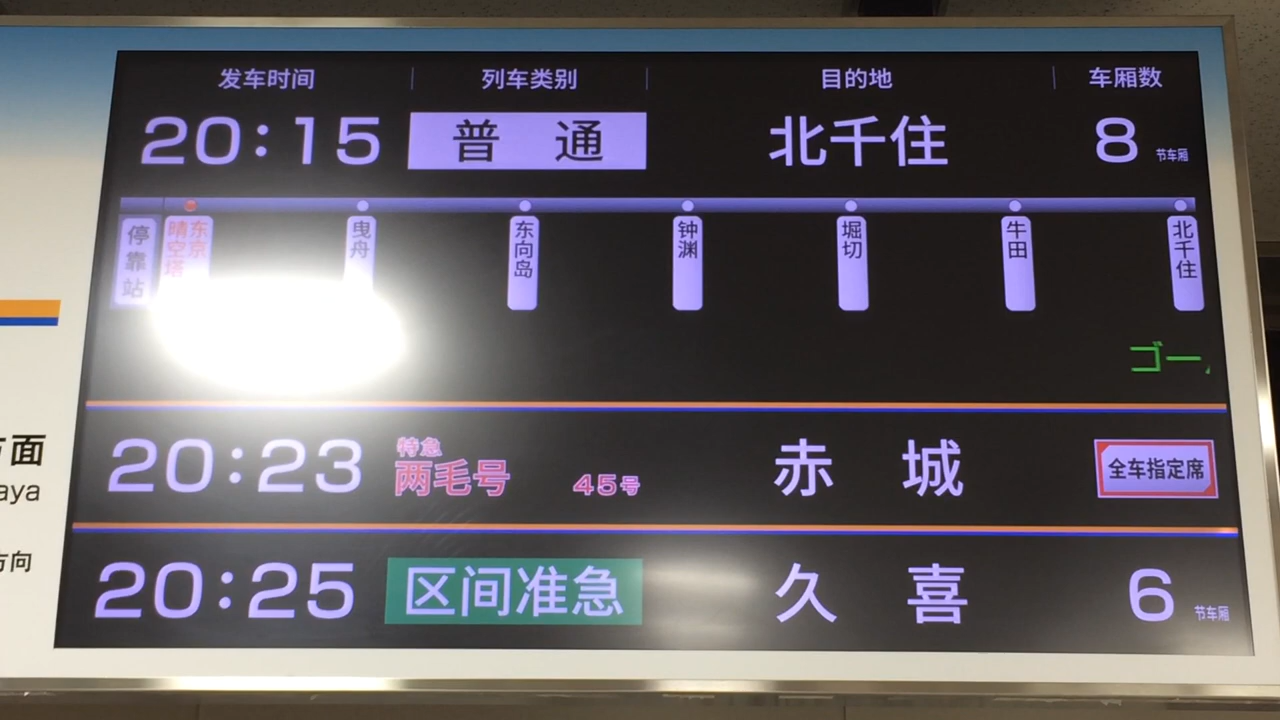 发车时间 列车类别 目的地 车厢数
20:15 普通 北千住 8 节车厢
停靠站
东京晴空塔
曳舟
东向岛
钟渊
堀切
牛田
北千住
ゴー
20:23 特急 两毛号 45号 赤城 全车指定席
20:25 区间准急 久喜 6 节车厢
面
aya
方向